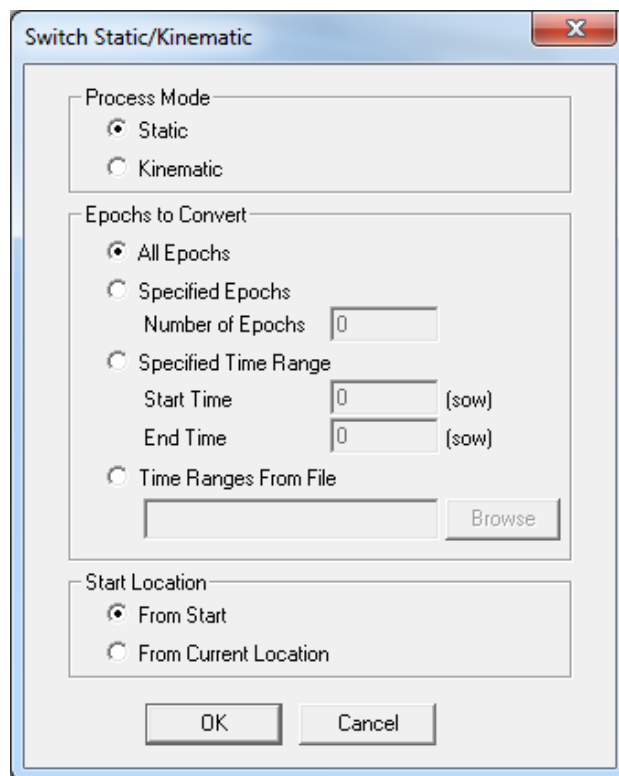 Switch Static/Kinematic
Process Mode
Static
Kinematic
Epochs to Convert
All Epochs
Specified Epochs
Number of Epochs 0
Specified Time Range
Start Time 0 (sow)
End Time 0 (sow)
Time Ranges From File
Browse
Start Location
From Start
From Current Location
OK Cancel